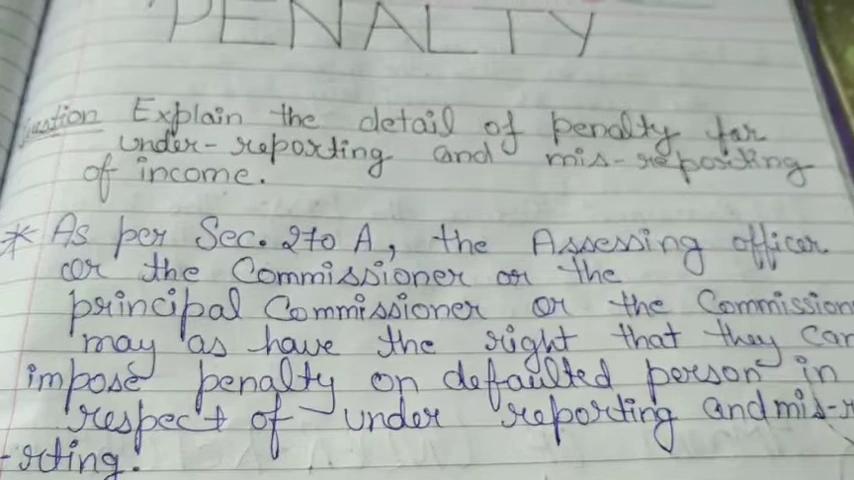 PENALTY
Question Explain the detail of penalty for
under-reporting and mis-reporting
of income.
* As per Sec. 270 A, the Assessing officer
or the Commissioner or the
principal Commissioner or the Commission
may as have the right that they can
impose penalty on defaulted person in
respect of under reporting and mis-r
-rting.